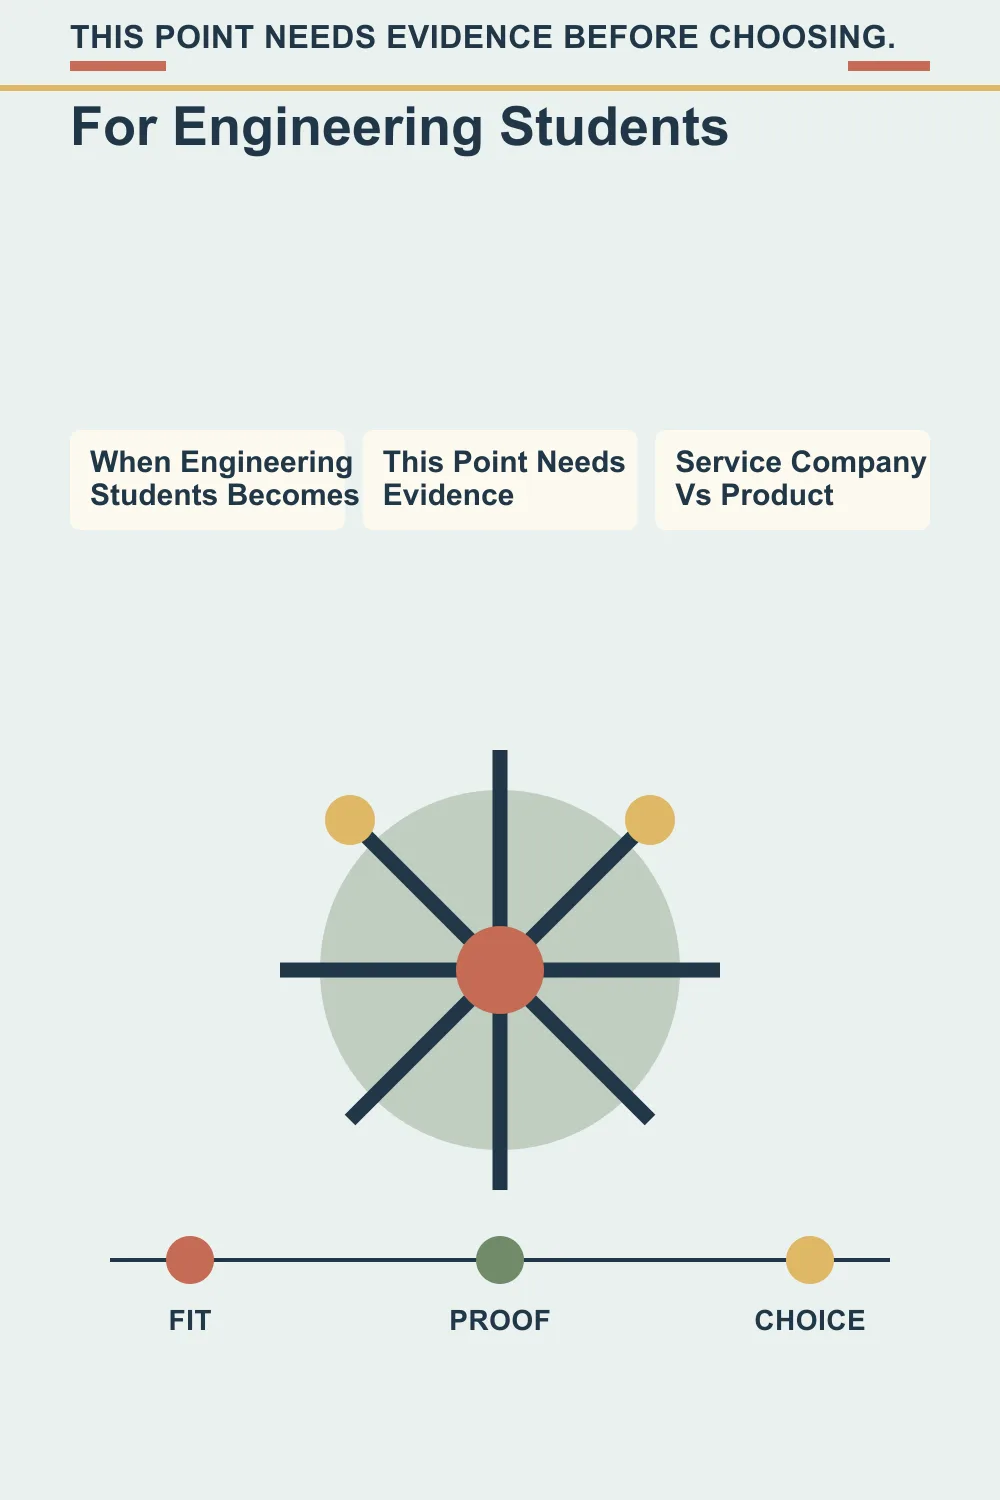 THIS POINT NEEDS EVIDENCE BEFORE CHOOSING.
For Engineering Students
When Engineering
Students Becomes
This Point Needs
Evidence
Service Company
Vs Product
FIT
PROOF
CHOICE